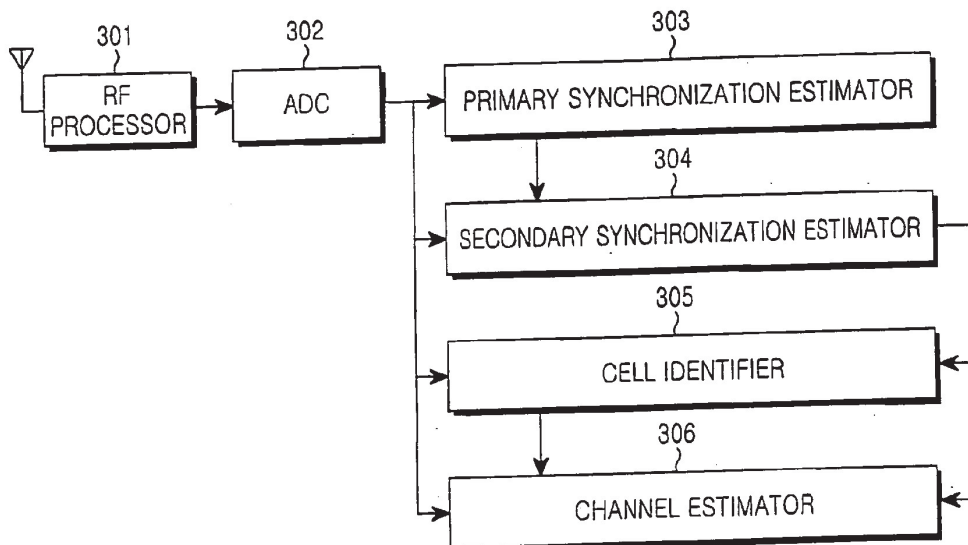 301
RF
PROCESSOR
302
ADC
303
PRIMARY SYNCHRONIZATION ESTIMATOR
304
SECONDARY SYNCHRONIZATION ESTIMATOR
305
CELL IDENTIFIER
306
CHANNEL ESTIMATOR